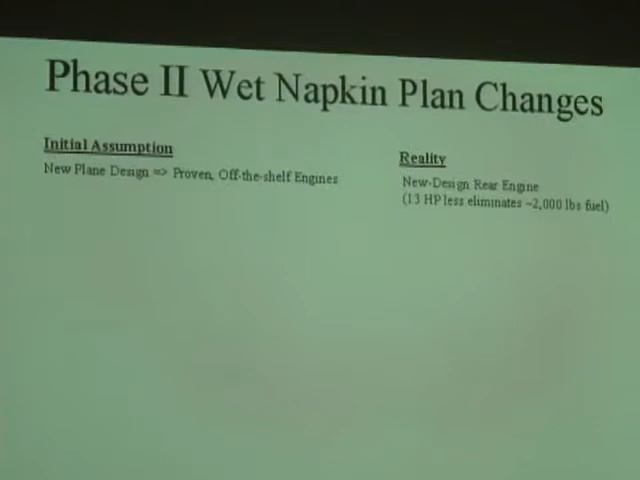 Phase II Wet Napkin Plan Changes
Initial Assumption
New Plane Design => Proven, Off-the-shelf Engines
Reality
New-Design Rear Engine
(13 HP less eliminates ~2,000 lbs fuel)